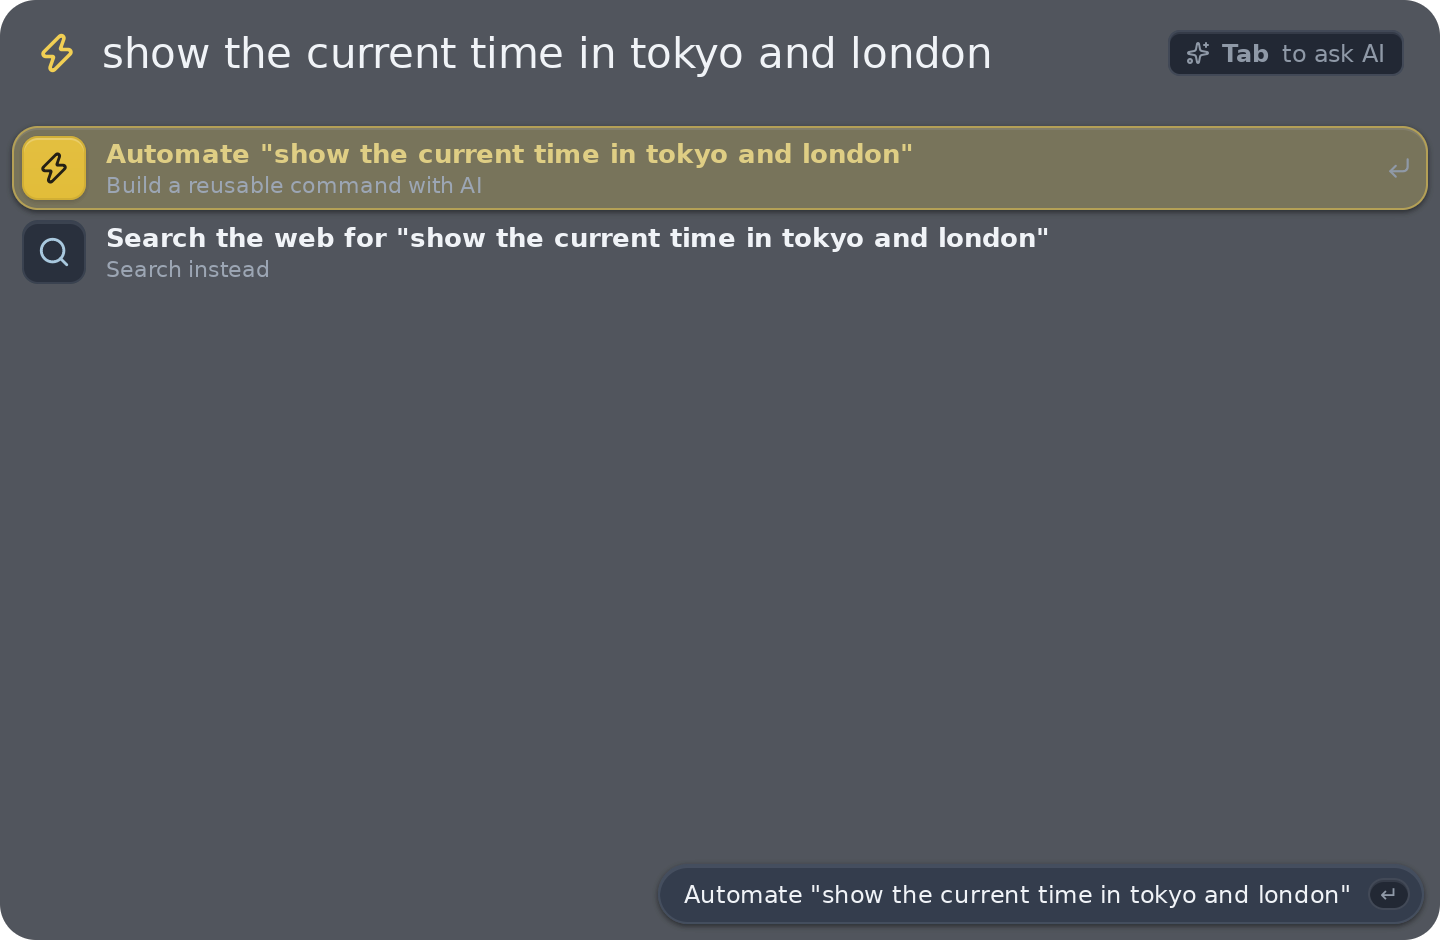 show the current time in tokyo and london
Tab to ask AI
Automate "show the current time in tokyo and london"
Build a reusable command with AI
Search the web for "show the current time in tokyo and london"
Search instead
Automate "show the current time in tokyo and london"